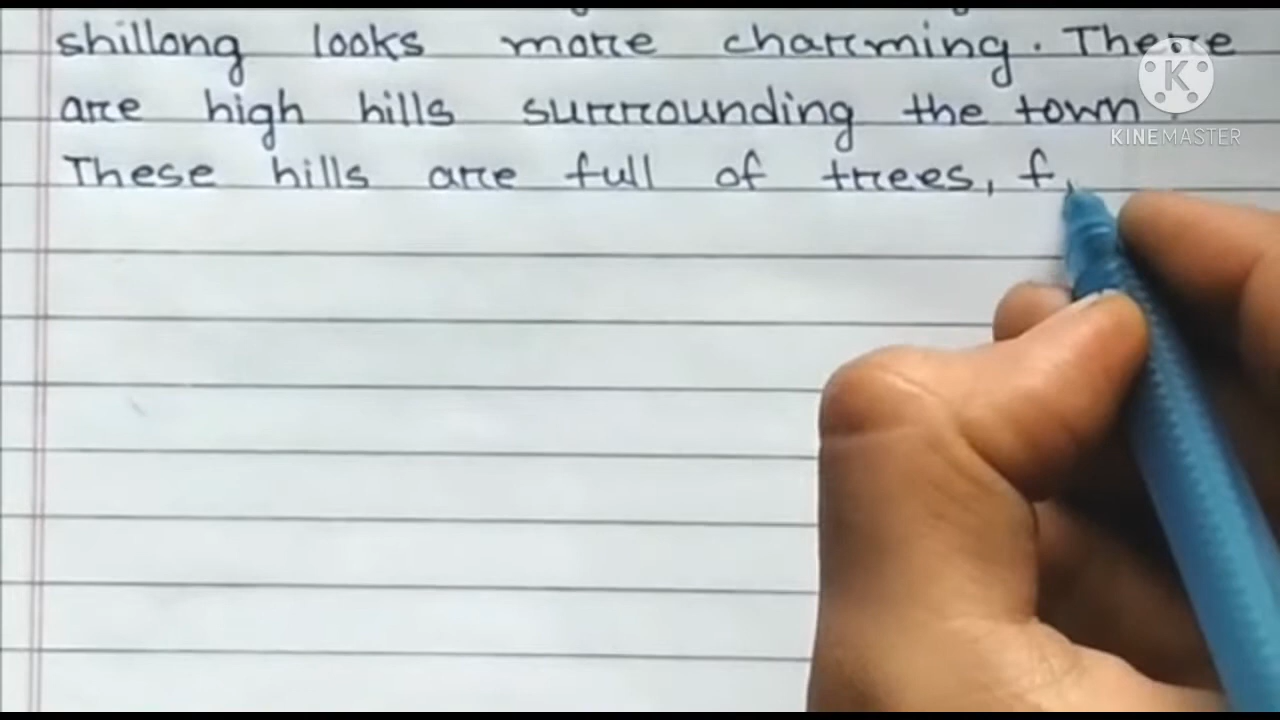 shillong looks more charming. There
are high hills surrounding the town
These hills are full of trees, f
K
KINEMASTER